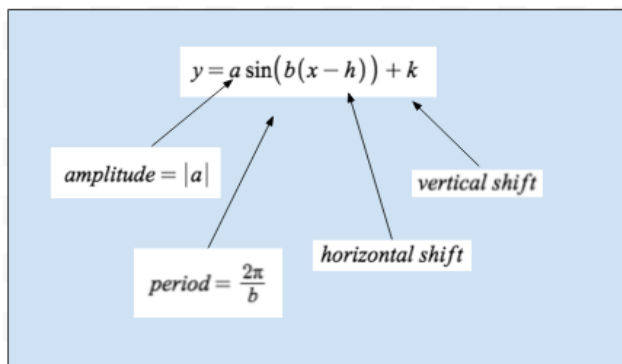 y = a sin(b(x − h)) + k
amplitude = |a|
vertical shift
horizontal shift
period = 2π/b